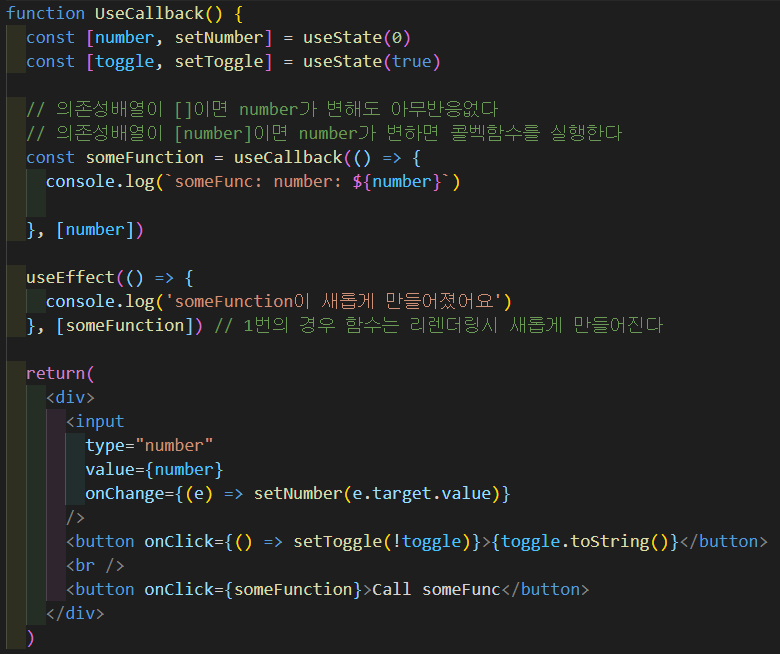 function UseCallback() {
const [number, setNumber] = useState(0)
const [toggle, setToggle] = useState(true)
// 의존성배열이 []이면 number가 변해도 아무반응없다
// 의존성배열이 [number]이면 number가 변하면 콜벡함수를 실행한다
const someFunction = useCallback(() => {
console.log(`someFunc: number: ${number}`)
}, [number])
useEffect(() => {
console.log('someFunction이 새롭게 만들어졌어요')
}, [someFunction]) // 1번의 경우 함수는 리렌더링시 새롭게 만들어진다
return(
<div>
<input
type="number"
value={number}
onChange={(e) => setNumber(e.target.value)}
/>
<button onClick={() => setToggle(!toggle)}>{toggle.toString()}</button>
<br />
<button onClick={someFunction}>Call someFunc</button>
</div>
)